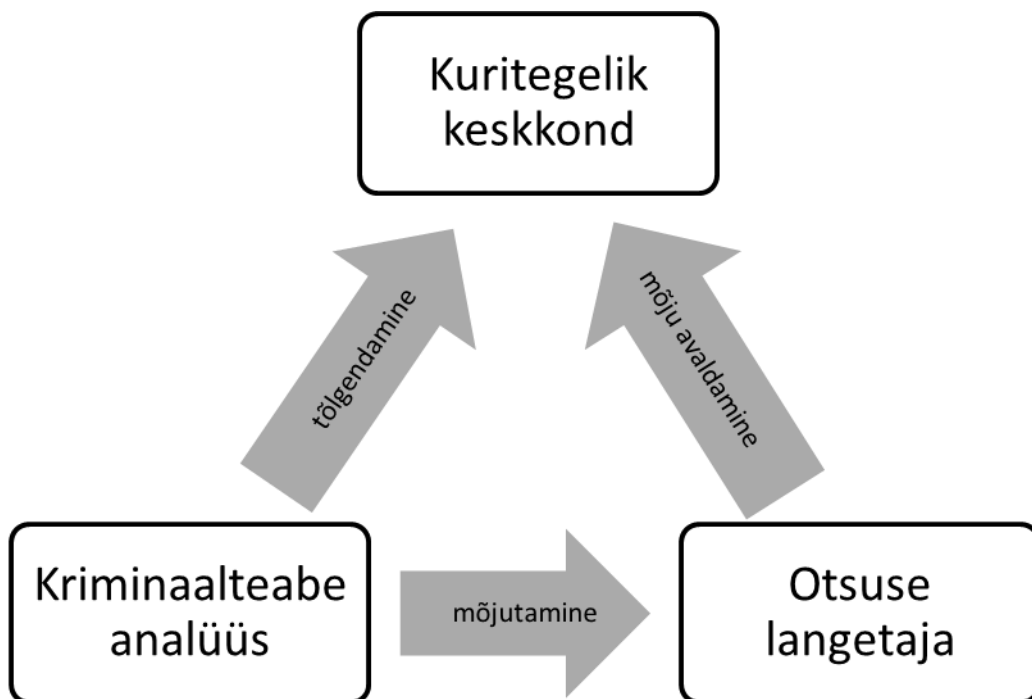 Kuritegelik
keskkond
tõlgendamine
mõju avaldamine
Kriminaalteabe
analüüs
mõjutamine
Otsuse
langetaja